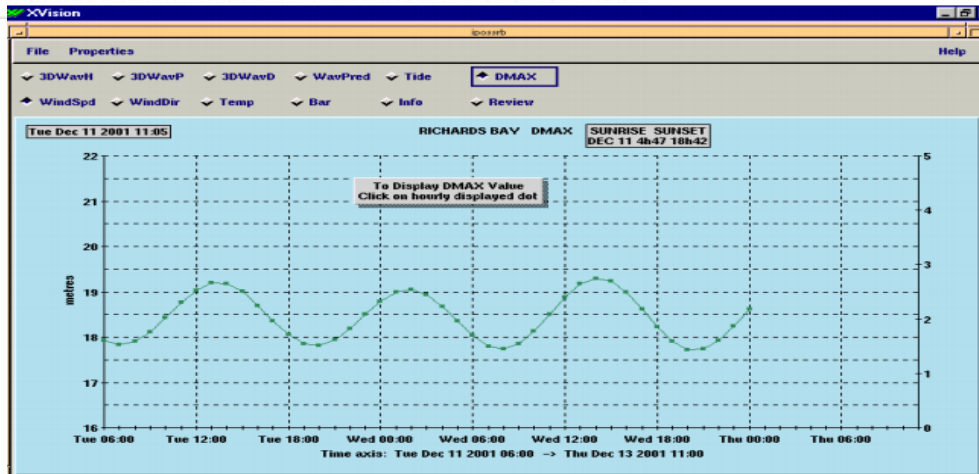 XVision
ipossrb
File Properties Help
3DWavH 3DWavP 3DWavD WavPred Tide DMAX
WindSpd WindDir Temp Bar Info Review
Tue Dec 11 2001 11:05
RICHARDS BAY DMAX
SUNRISE SUNSET
DEC 11 4h47 18h42
To Display DMAX Value
Click on hourly displayed dot
metres
22
21
20
19
18
17
16
5
4
3
2
1
0
Tue 06:00 Tue 12:00 Tue 18:00 Wed 00:00 Wed 06:00 Wed 12:00 Wed 18:00 Thu 00:00 Thu 06:00
Time axis: Tue Dec 11 2001 06:00 -> Thu Dec 13 2001 11:00